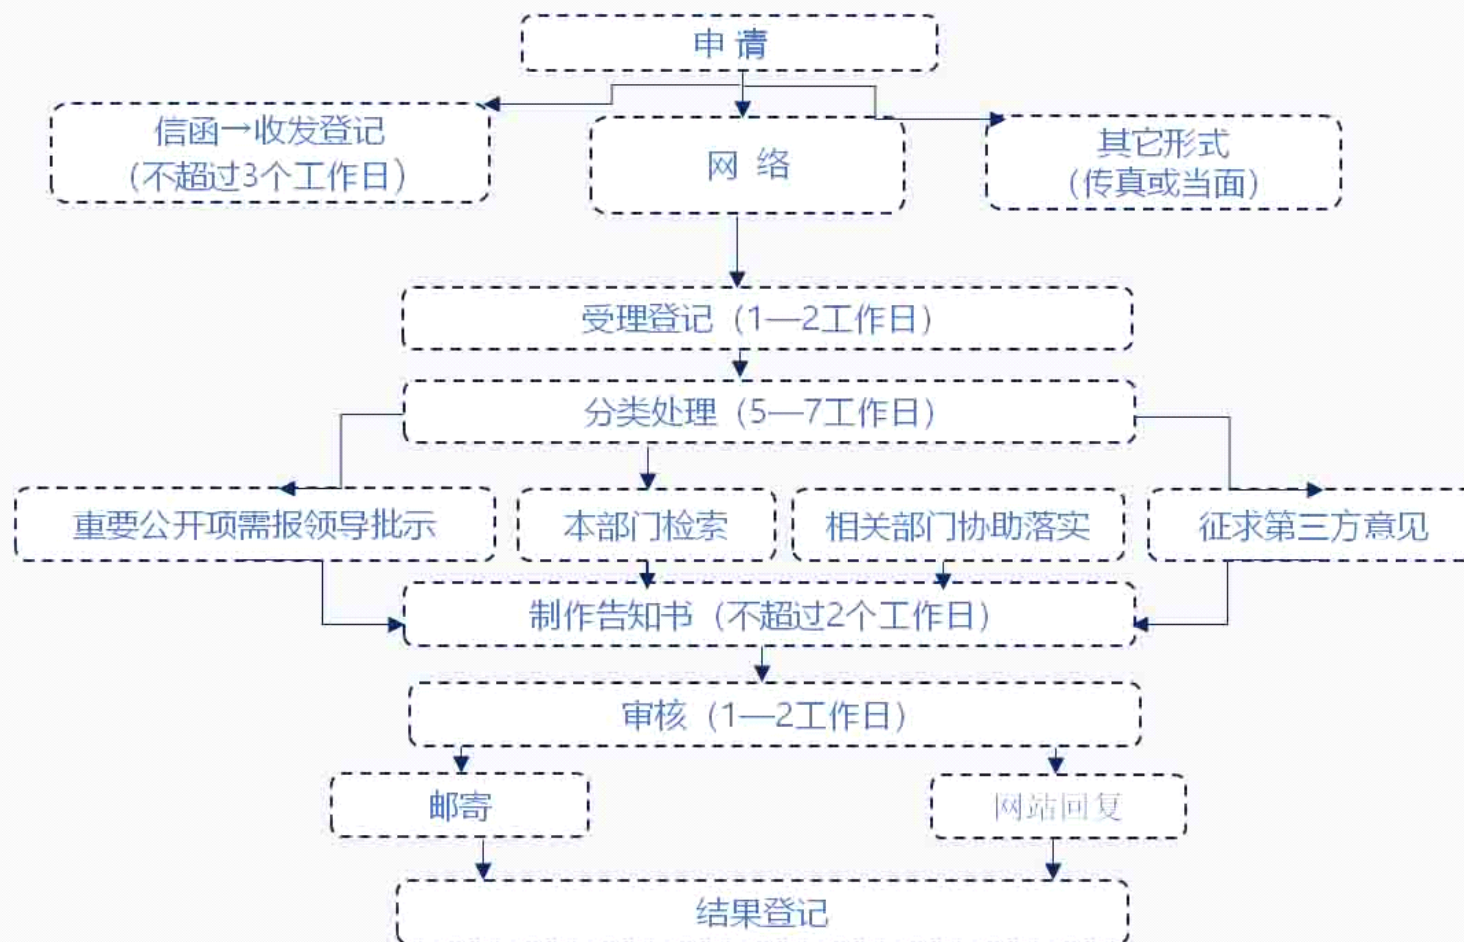 申 请
信函→收发登记
（不超过3个工作日）
网 络
其它形式
（传真或当面）
受理登记（1—2工作日）
分类处理（5—7工作日）
重要公开项需报领导批示
本部门检索
相关部门协助落实
征求第三方意见
制作告知书（不超过2个工作日）
审核（1—2工作日）
邮寄
网站回复
结果登记